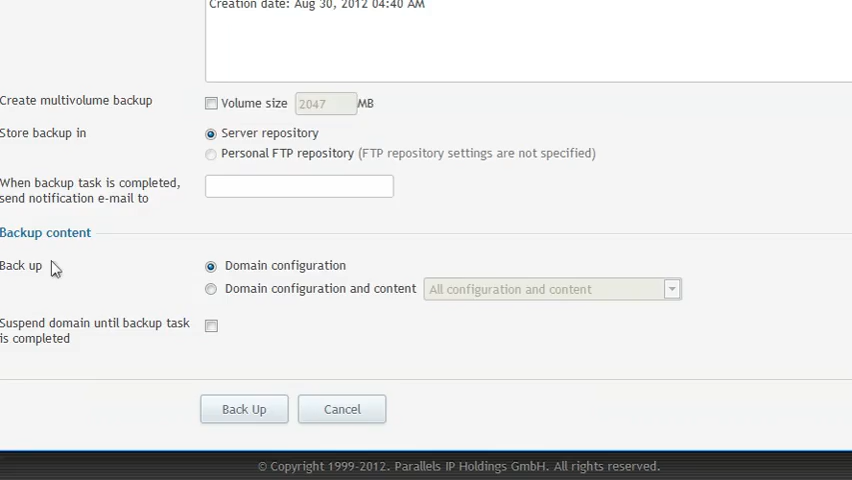 Creation date: Aug 30, 2012 04:40 AM
Create multivolume backup
Volume size 2047 MB
Store backup in
Server repository
Personal FTP repository (FTP repository settings are not specified)
When backup task is completed,
send notification e-mail to
Backup content
Back up
Domain configuration
Domain configuration and content All configuration and content
Suspend domain until backup task
is completed
Back Up Cancel
© Copyright 1999-2012. Parallels IP Holdings GmbH. All rights reserved.